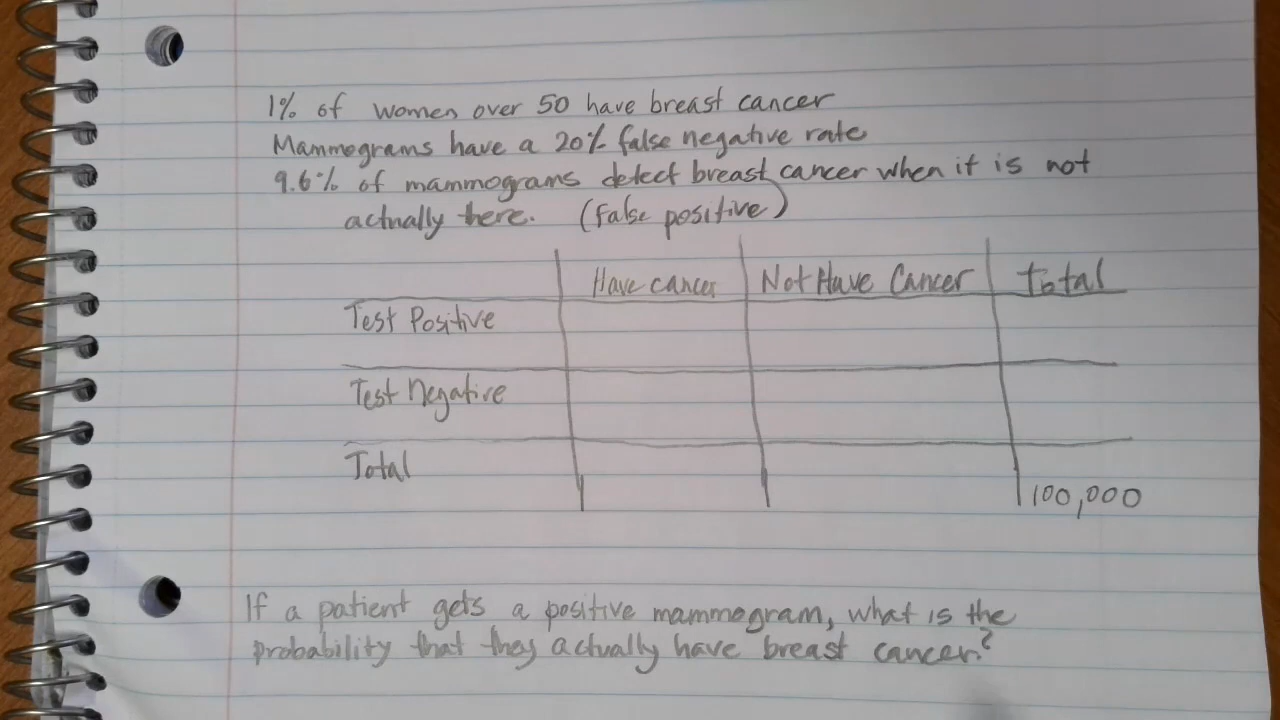 1% of women over 50 have breast cancer
Mammograms have a 20% false negative rate
9.6% of mammograms detect breast cancer when it is not
actually there. (false positive)
Have cancer Not Have Cancer Total
Test Positive
Test Negative
Total 100,000
If a patient gets a positive mammogram, what is the
probability that they actually have breast cancer?